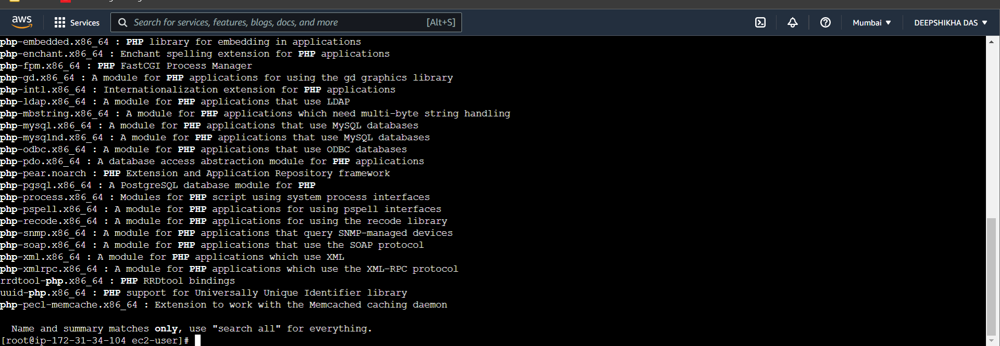 aws
Services
Search for services, features, blogs, docs, and more
[Alt+S]
Mumbai
DEEPSHIKHA DAS
php-embedded.x86_64 : PHP library for embedding in applications
php-enchant.x86_64 : Enchant spelling extension for PHP applications
php-fpm.x86_64 : PHP FastCGI Process Manager
php-gd.x86_64 : A module for PHP applications for using the gd graphics library
php-intl.x86_64 : Internationalization extension for PHP applications
php-ldap.x86_64 : A module for PHP applications that use LDAP
php-mbstring.x86_64 : A module for PHP applications which need multi-byte string handling
php-mysql.x86_64 : A module for PHP applications that use MySQL databases
php-mysqlnd.x86_64 : A module for PHP applications that use MySQL databases
php-odbc.x86_64 : A module for PHP applications that use ODBC databases
php-pdo.x86_64 : A database access abstraction module for PHP applications
php-pear.noarch : PHP Extension and Application Repository framework
php-pgsql.x86_64 : A PostgreSQL database module for PHP
php-process.x86_64 : Modules for PHP script using system process interfaces
php-pspell.x86_64 : A module for PHP applications for using pspell interfaces
php-recode.x86_64 : A module for PHP applications for using the recode library
php-snmp.x86_64 : A module for PHP applications that query SNMP-managed devices
php-soap.x86_64 : A module for PHP applications that use the SOAP protocol
php-xml.x86_64 : A module for PHP applications which use XML
php-xmlrpc.x86_64 : A module for PHP applications which use the XML-RPC protocol
rrdtool-php.x86_64 : PHP RRDtool bindings
uuid-php.x86_64 : PHP support for Universally Unique Identifier library
php-pecl-memcache.x86_64 : Extension to work with the Memcached caching daemon
Name and summary matches only, use "search all" for everything.
[root@ip-172-31-34-104 ec2-user]#